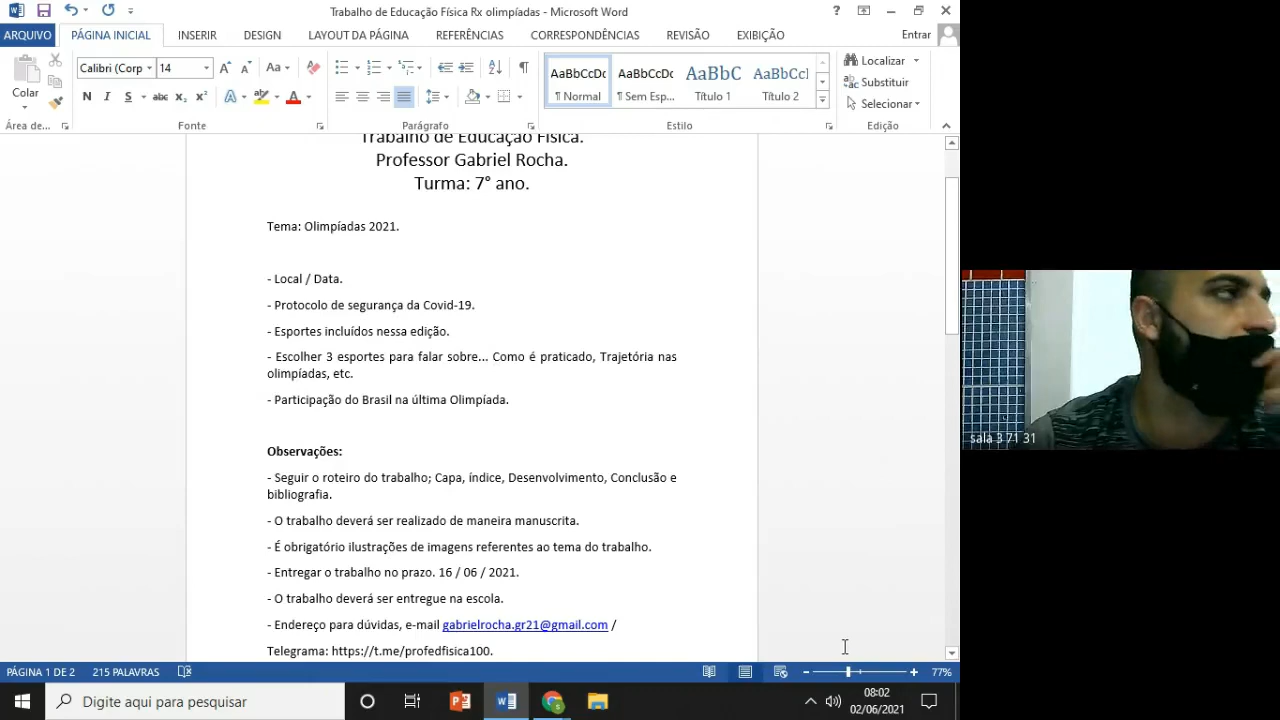 Trabalho de Educação Física Rx olimpíadas - Microsoft Word
ARQUIVO PÁGINA INICIAL INSERIR DESIGN LAYOUT DA PÁGINA REFERÊNCIAS CORRESPONDÊNCIAS REVISÃO EXIBIÇÃO Entrar
Calibri (Corp 14
Colar
AaBbCcDc AaBbCcDc AaBbC AaBbCcI
¶ Normal ¶ Sem Esp... Título 1 Título 2
Localizar
Substituir
Selecionar
Área de... Fonte Parágrafo Estilo Edição
Trabalho de Educação Física.
Professor Gabriel Rocha.
Turma: 7° ano.
Tema: Olimpíadas 2021.
- Local / Data.
- Protocolo de segurança da Covid-19.
- Esportes incluídos nessa edição.
- Escolher 3 esportes para falar sobre... Como é praticado, Trajetória nas
olimpíadas, etc.
- Participação do Brasil na última Olimpíada.
Observações:
- Seguir o roteiro do trabalho; Capa, índice, Desenvolvimento, Conclusão e
bibliografia.
- O trabalho deverá ser realizado de maneira manuscrita.
- É obrigatório ilustrações de imagens referentes ao tema do trabalho.
- Entregar o trabalho no prazo. 16 / 06 / 2021.
- O trabalho deverá ser entregue na escola.
- Endereço para dúvidas, e-mail gabrielrocha.gr21@gmail.com /
Telegrama: https://t.me/profedfisica100.
sala 3 71 31
PÁGINA 1 DE 2 215 PALAVRAS 77%
Digite aqui para pesquisar
08:02
02/06/2021